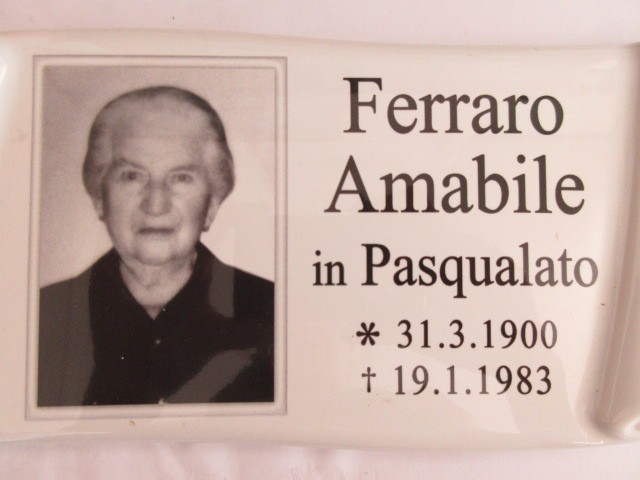 Ferraro
Amabile
in Pasqualato
* 31.3.1900
† 19.1.1983